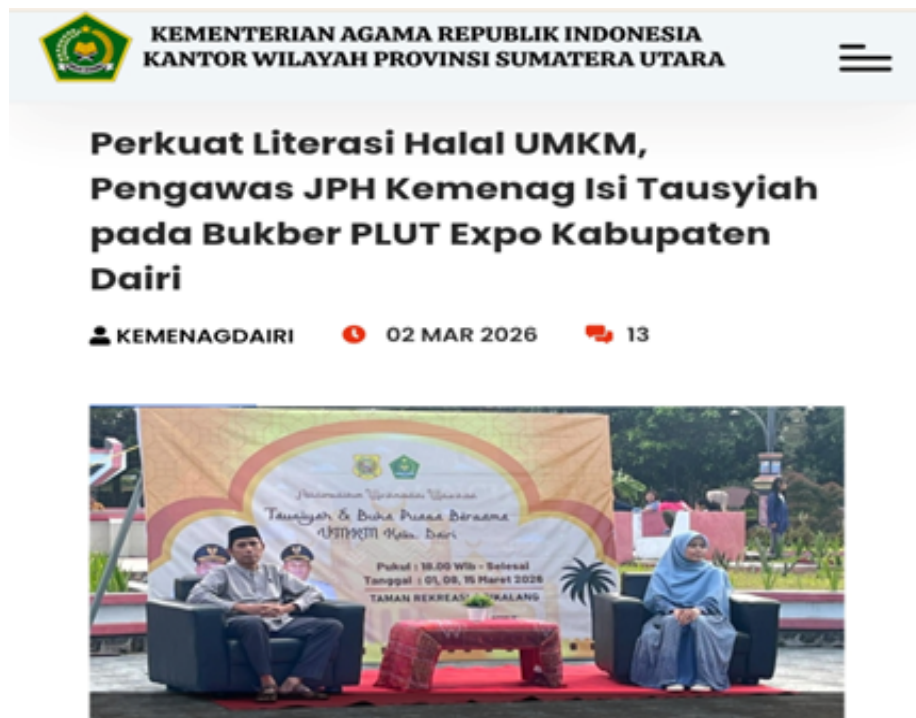 KEMENTERIAN AGAMA REPUBLIK INDONESIA
KANTOR WILAYAH PROVINSI SUMATERA UTARA
Perkuat Literasi Halal UMKM,
Pengawas JPH Kemenag Isi Tausyiah
pada Bukber PLUT Expo Kabupaten
Dairi
KEMENAGDAIRI 02 MAR 2026 13
Tausiyah & Buka Puasa Bersama
UMKM Kab. Dairi
Pukul : 18.00 Wib - Selesai
Tanggal : 01, 08, 15 Maret 2026
TAMAN REKREASI